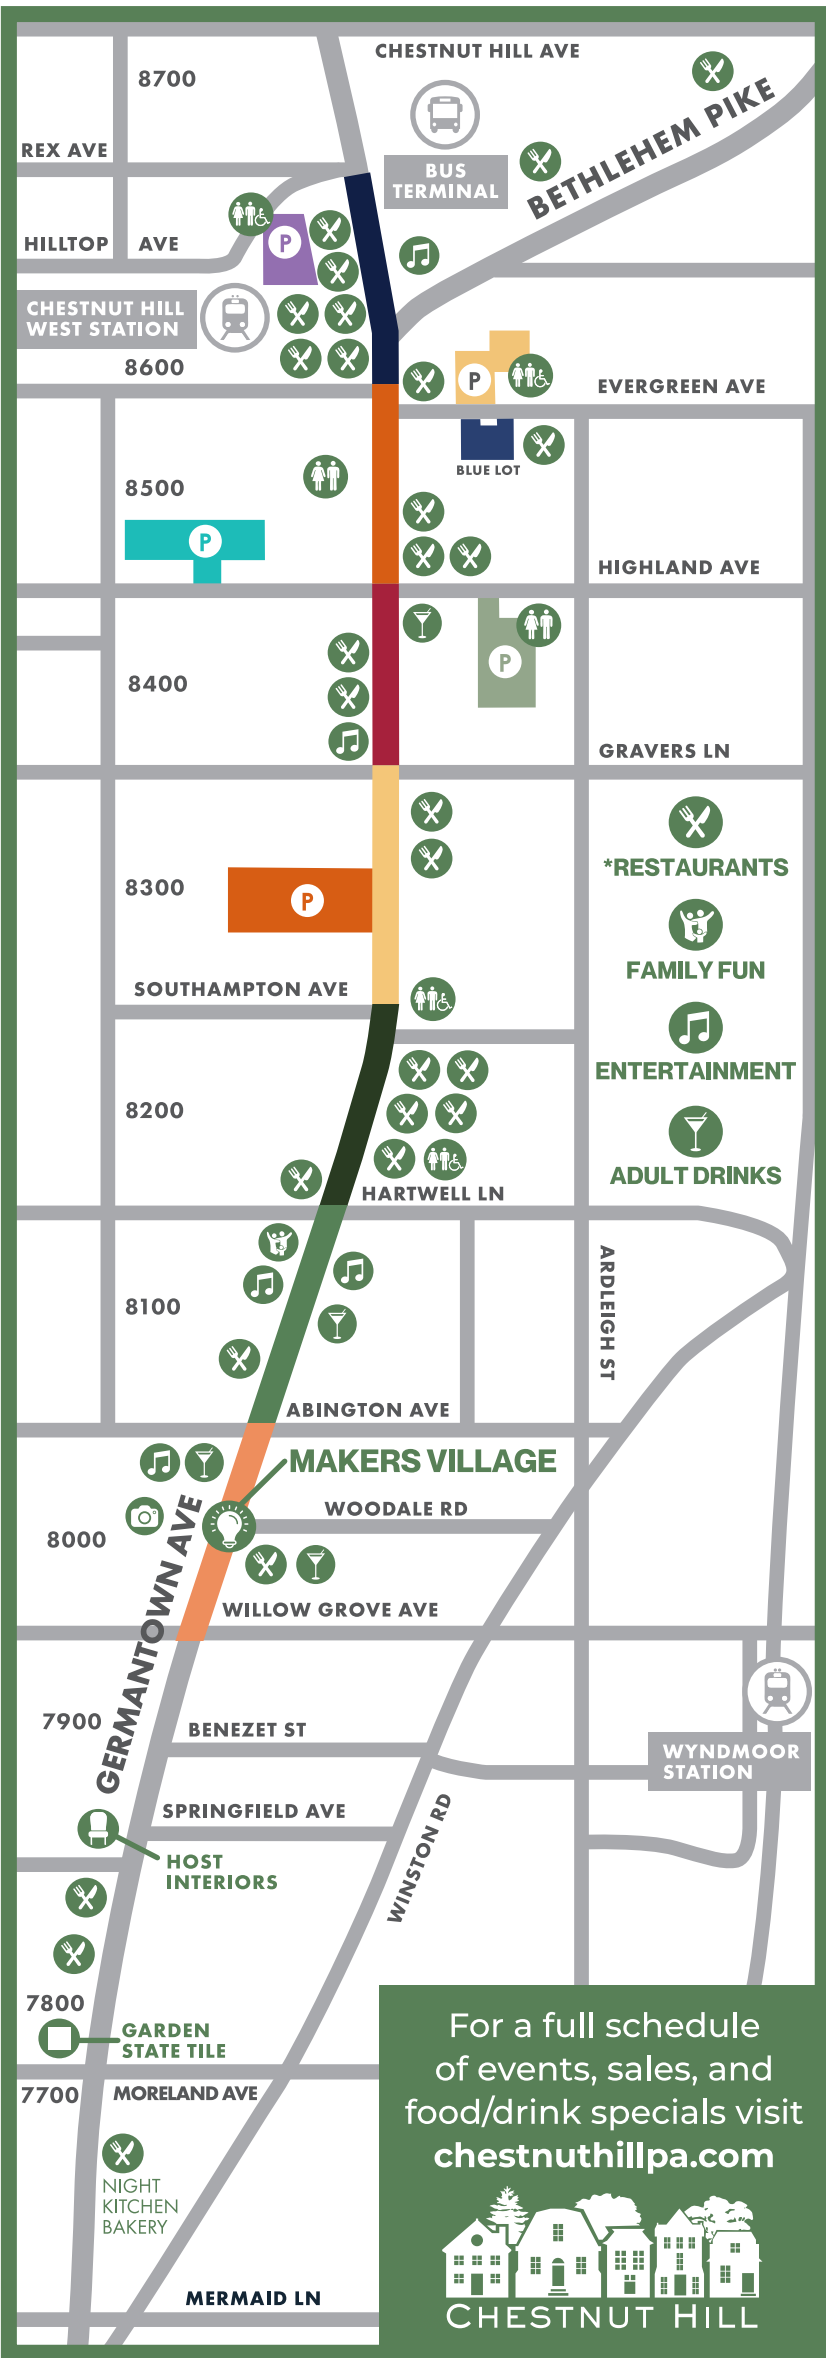 CHESTNUT HILL AVE
8700
BETHLEHEM PIKE
REX AVE
BUS
TERMINAL
HILLTOP AVE
P
CHESTNUT HILL
WEST STATION
8600
P
EVERGREEN AVE
BLUE LOT
8500
P
HIGHLAND AVE
P
8400
GRAVERS LN
*RESTAURANTS
8300
P
FAMILY FUN
SOUTHAMPTON AVE
ENTERTAINMENT
8200
ADULT DRINKS
HARTWELL LN
ARDLEIGH ST
8100
ABINGTON AVE
MAKERS VILLAGE
WOODALE RD
8000
GERMANTOWN AVE
WILLOW GROVE AVE
7900
BENEZET ST
WYNDMOOR
STATION
SPRINGFIELD AVE
WINSTON RD
HOST
INTERIORS
7800
GARDEN
STATE TILE
7700
MORELAND AVE
NIGHT
KITCHEN
BAKERY
MERMAID LN
For a full schedule
of events, sales, and
food/drink specials visit
chestnuthillpa.com
CHESTNUT HILL